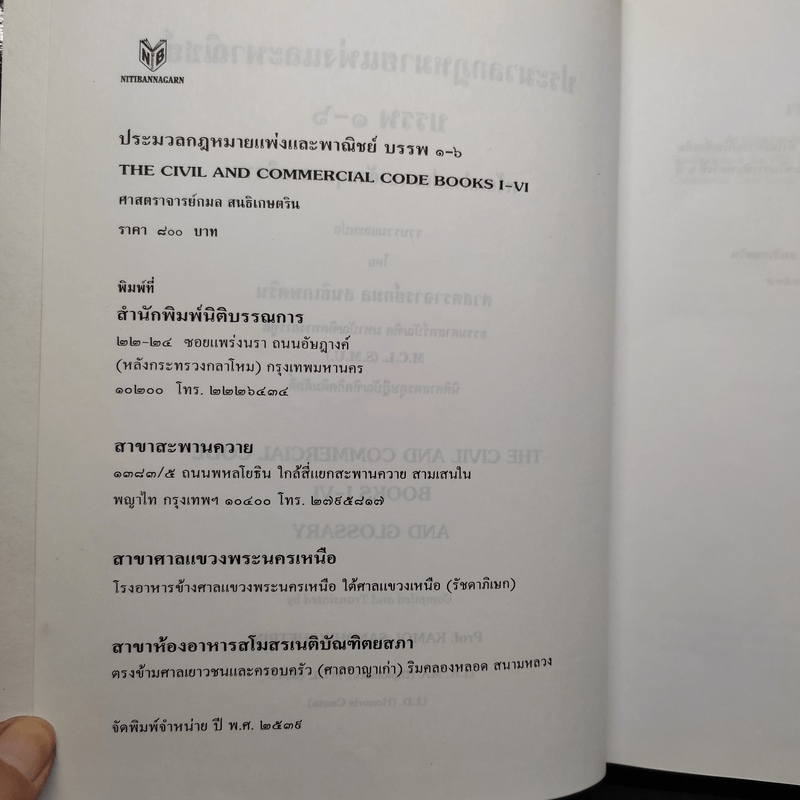 NB
NITIBANNAGARN
ประมวลกฎหมายแพ่งและพาณิชย์ บรรพ ๑-๖
THE CIVIL AND COMMERCIAL CODE BOOKS I-VI
ศาสตราจารย์กมล สนธิเกษตริน
ราคา ๘๐๐ บาท
พิมพ์ที่
สำนักพิมพ์นิติบรรณการ
๒๒-๒๔ ซอยแพร่งนรา ถนนอัษฎางค์
(หลังกระทรวงกลาโหม) กรุงเทพมหานคร
๑๐๒๐๐ โทร. ๒๒๒๖๔๓๔
สาขาสะพานควาย
๑๓๘๓/๕ ถนนพหลโยธิน ใกล้สี่แยกสะพานควาย สามเสนใน
พญาไท กรุงเทพฯ ๑๐๔๐๐ โทร. ๒๗๙๕๘๑๗
สาขาศาลแขวงพระนครเหนือ
โรงอาหารข้างศาลแขวงพระนครเหนือ ใต้ศาลแขวงเหนือ (รัชดาภิเษก)
สาขาห้องอาหารสโมสรเนติบัณฑิตยสภา
ตรงข้ามศาลเยาวชนและครอบครัว (ศาลอาญาเก่า) ริมคลองหลอด สนามหลวง
จัดพิมพ์จำหน่าย ปี พ.ศ. ๒๕๓๙